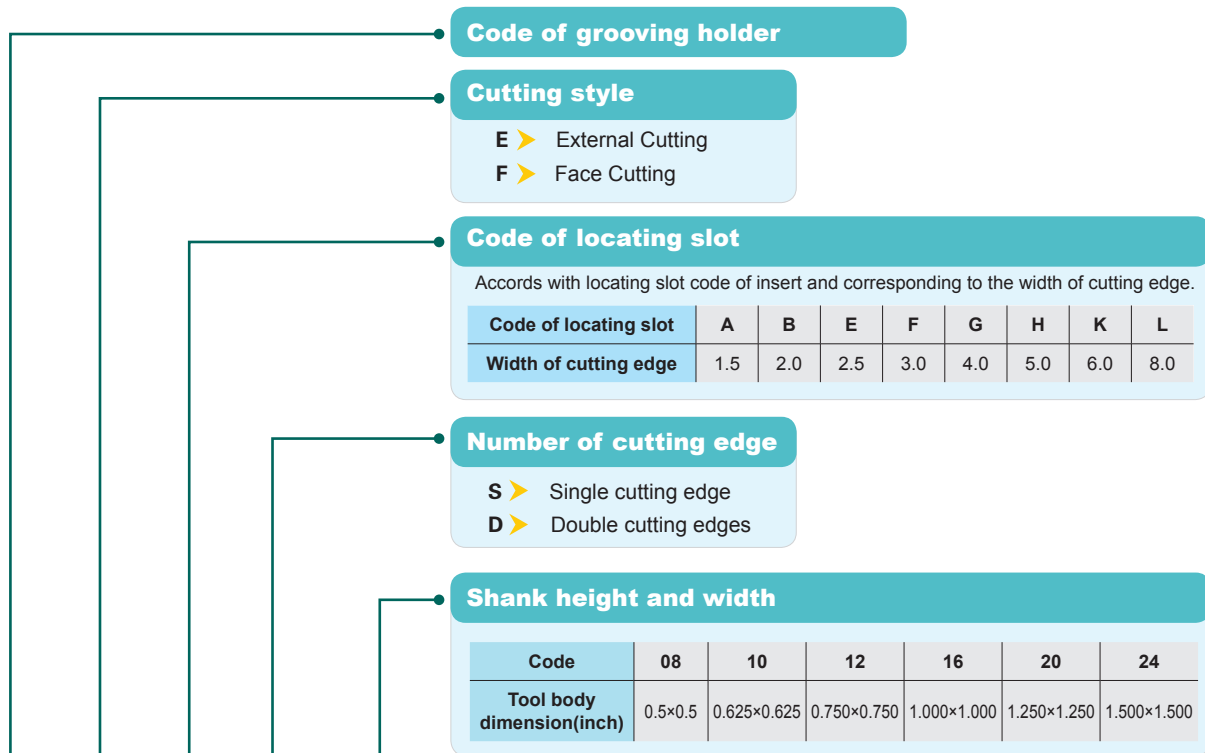 Code of grooving holder
Cutting style
E External Cutting
F Face Cutting
Code of locating slot
Accords with locating slot code of insert and corresponding to the width of cutting edge.
Code of locating slot A B E F G H K L
Width of cutting edge 1.5 2.0 2.5 3.0 4.0 5.0 6.0 8.0
Number of cutting edge
S Single cutting edge
D Double cutting edges
Shank height and width
Code 08 10 12 16 20 24
Tool body
dimension(inch) 0.5×0.5 0.625×0.625 0.750×0.750 1.000×1.000 1.250×1.250 1.500×1.500